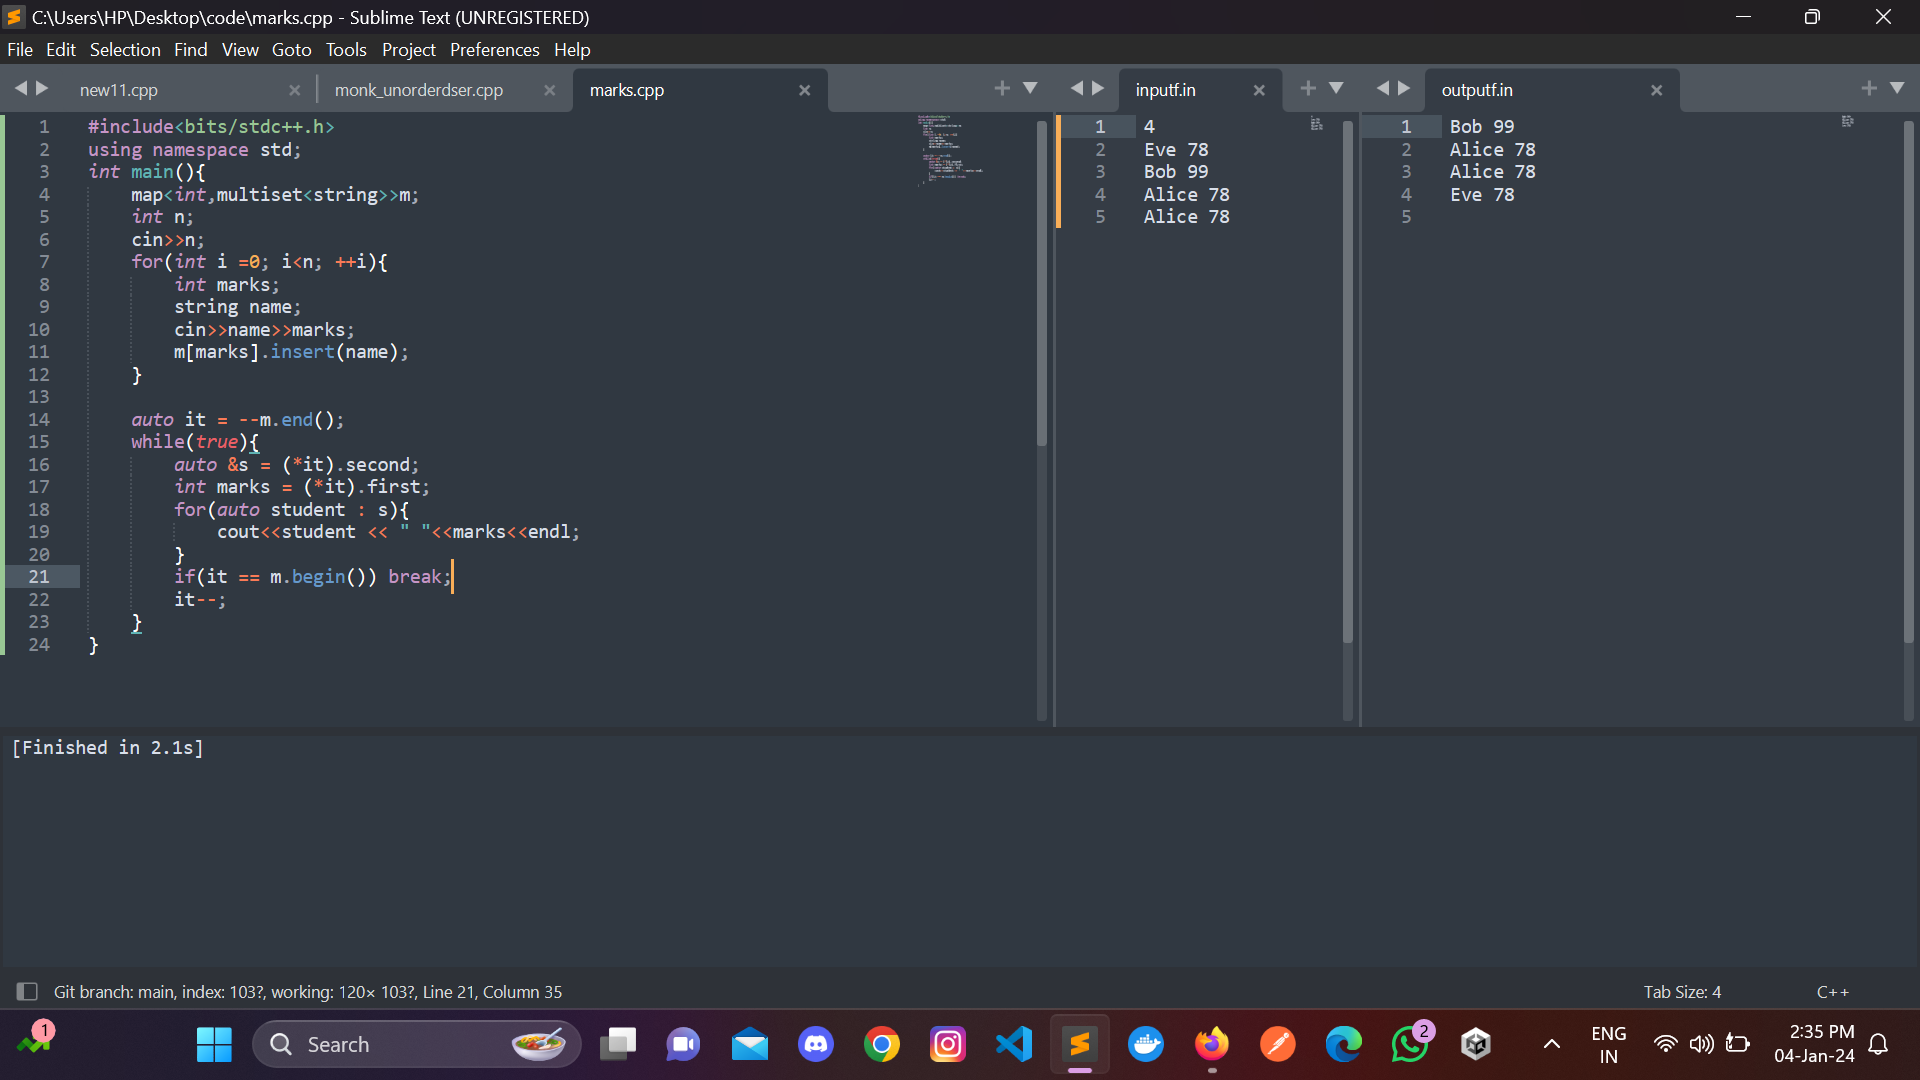 C:\Users\HP\Desktop\code\marks.cpp - Sublime Text (UNREGISTERED)
File Edit Selection Find View Goto Tools Project Preferences Help
new11.cpp monk_unorderdser.cpp marks.cpp inputf.in outputf.in
1 #include<bits/stdc++.h>
2 using namespace std;
3 int main(){
4 map<int,multiset<string>>m;
5 int n;
6 cin>>n;
7 for(int i =0; i<n; ++i){
8 int marks;
9 string name;
10 cin>>name>>marks;
11 m[marks].insert(name);
12 }
13
14 auto it = --m.end();
15 while(true){
16 auto &s = (*it).second;
17 int marks = (*it).first;
18 for(auto student : s){
19 cout<<student << " "<<marks<<endl;
20 }
21 if(it == m.begin()) break;
22 it--;
23 }
24 }
1 4
2 Eve 78
3 Bob 99
4 Alice 78
5 Alice 78
1 Bob 99
2 Alice 78
3 Alice 78
4 Eve 78
5
[Finished in 2.1s]
Git branch: main, index: 103?, working: 120× 103?, Line 21, Column 35 Tab Size: 4 C++
1
Search
2
ENG
IN
2:35 PM
04-Jan-24